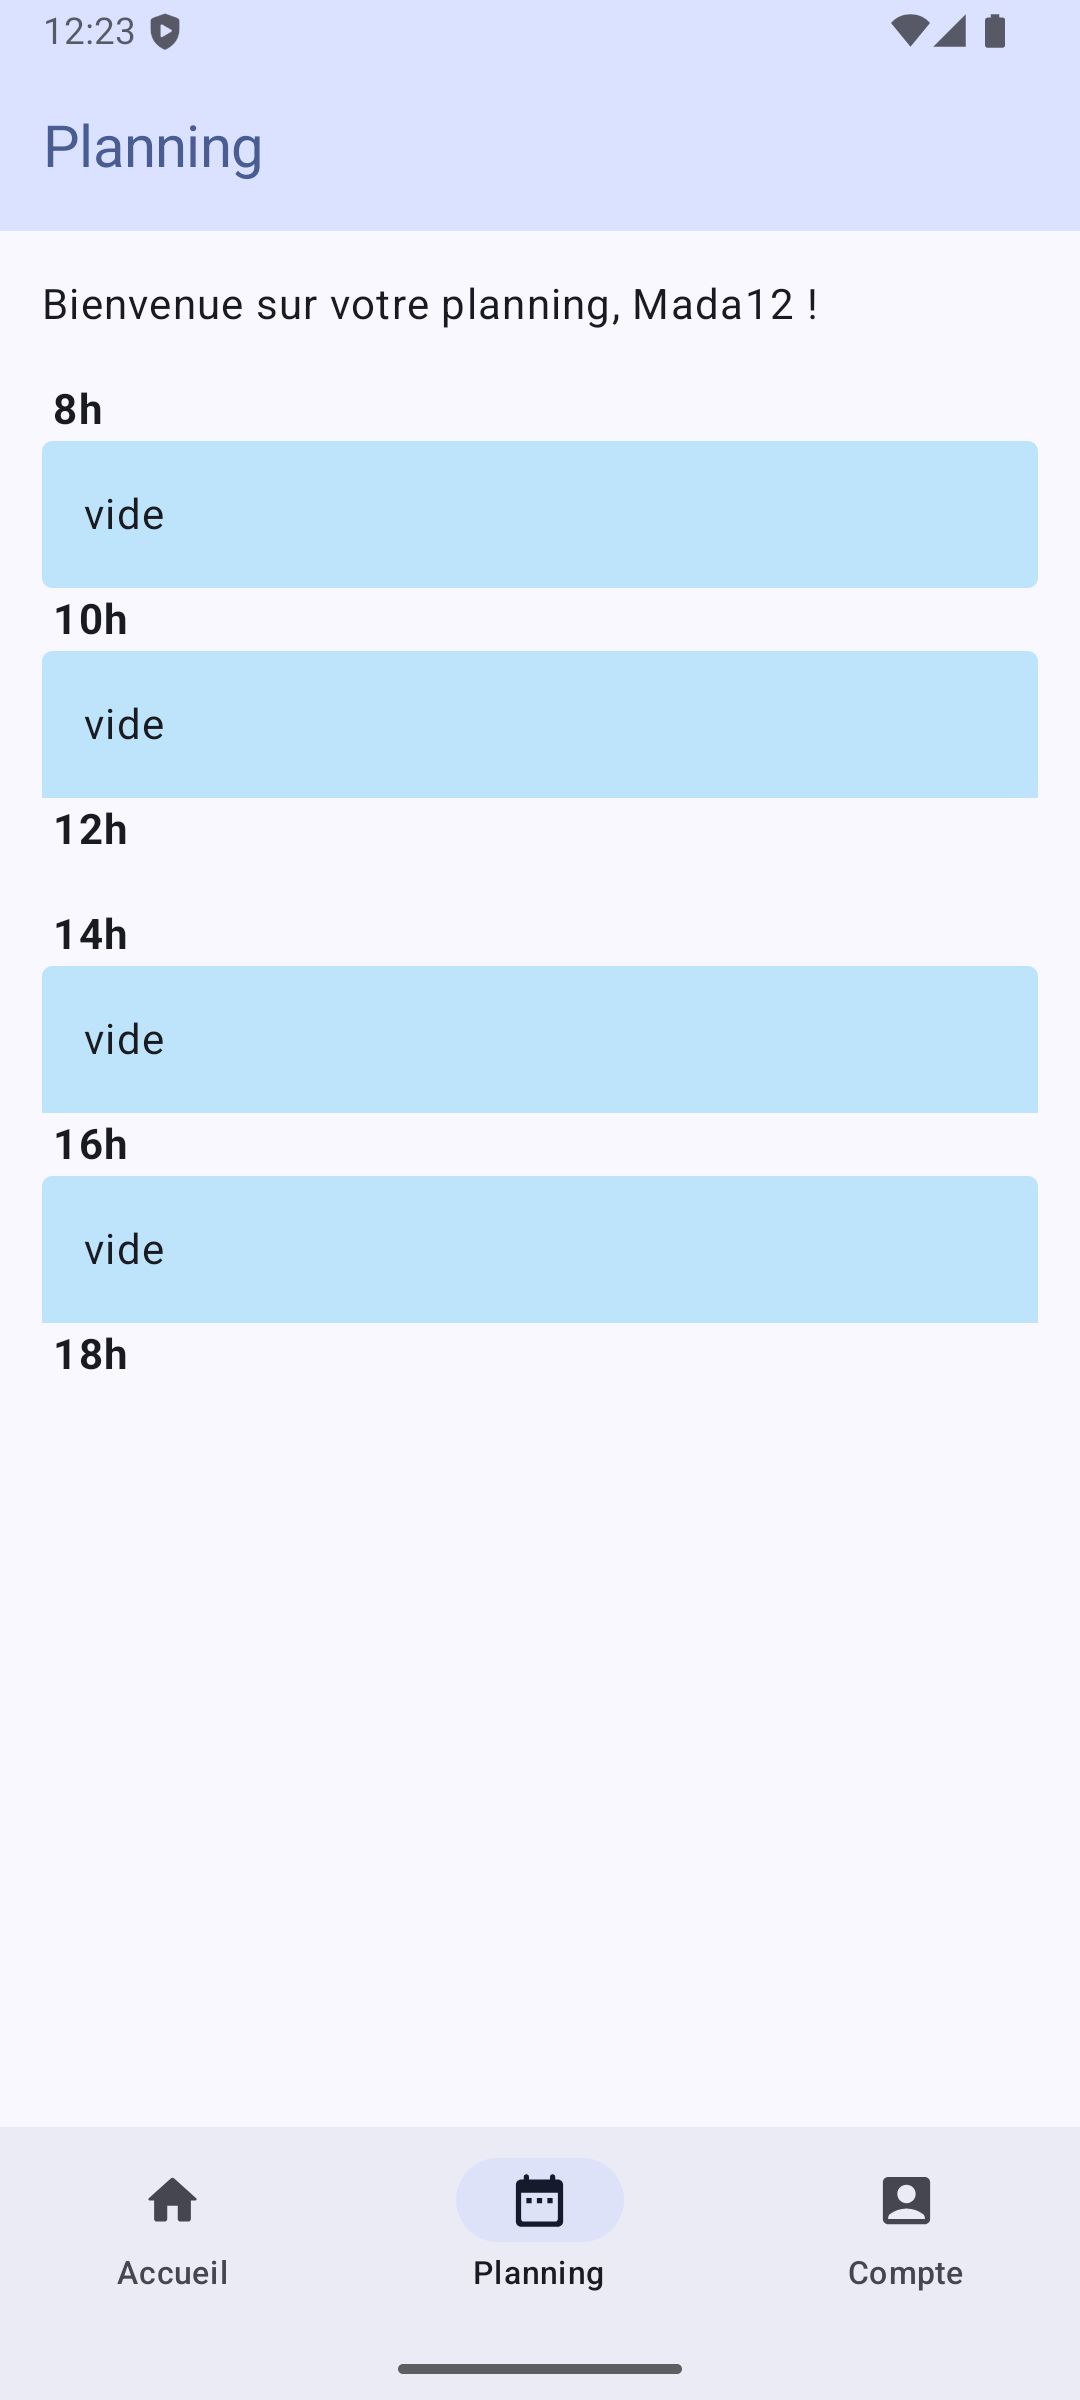 12:23
Planning
Bienvenue sur votre planning, Mada12 !
8h
vide
10h
vide
12h
14h
vide
16h
vide
18h
Accueil
Planning
Compte